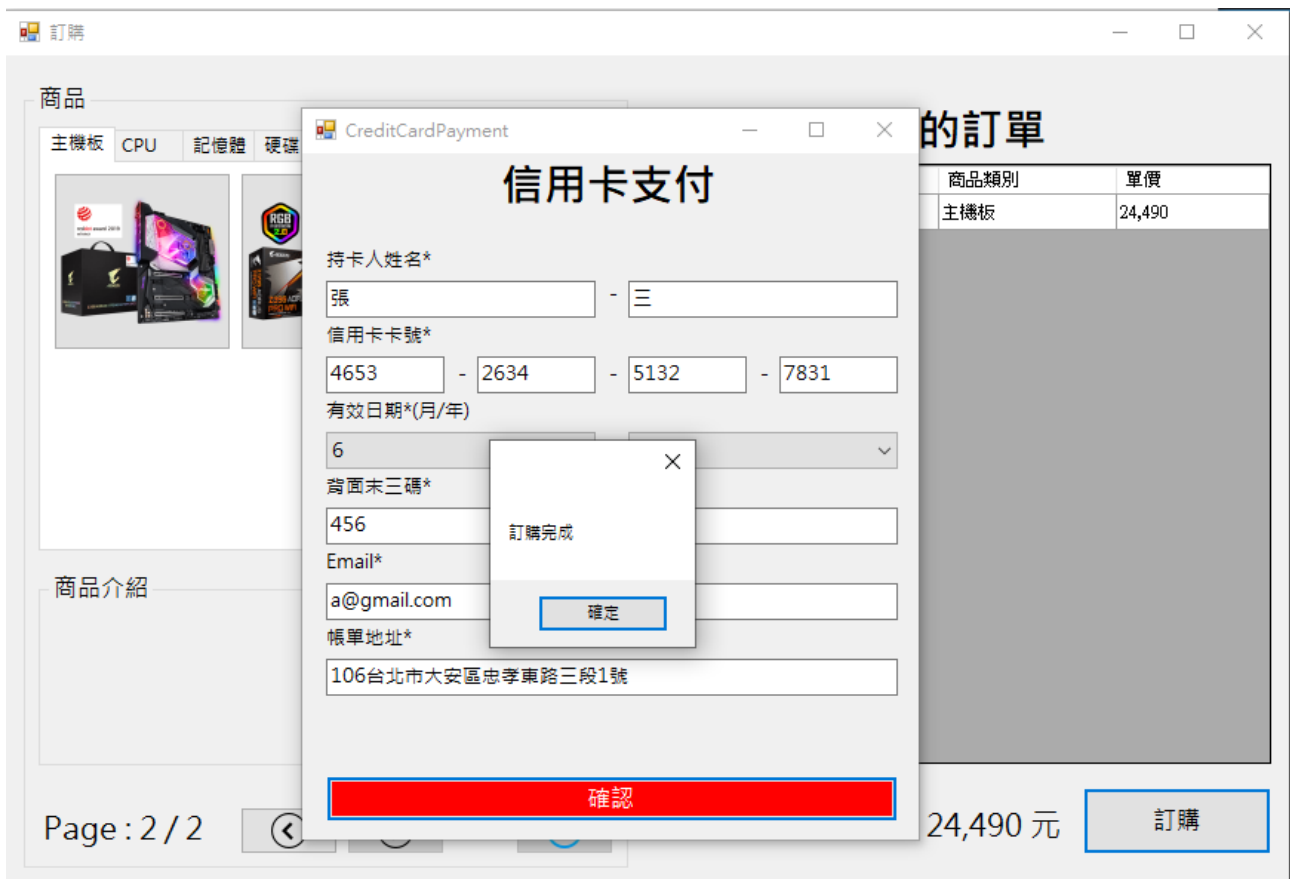 訂購
商品
主機板 CPU 記憶體 硬碟
RGB
2.0
商品介紹
Page : 2 / 2
CreditCardPayment
信用卡支付
持卡人姓名*
張 - 三
信用卡卡號*
4653 - 2634 - 5132 - 7831
有效日期*(月/年)
6
背面末三碼*
456
Email*
a@gmail.com
帳單地址*
106台北市大安區忠孝東路三段1號
確認
訂購完成
確定
的訂單
商品類別 單價
主機板 24,490
24,490 元
訂購